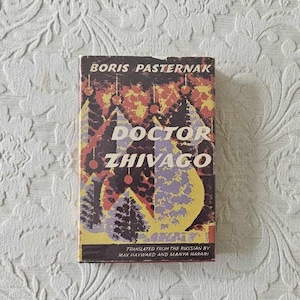 BORIS PASTERNAK
DOCTOR
ZHIVAGO
TRANSLATED FROM THE RUSSIAN BY
MAX HAYWARD AND MANYA HARARI